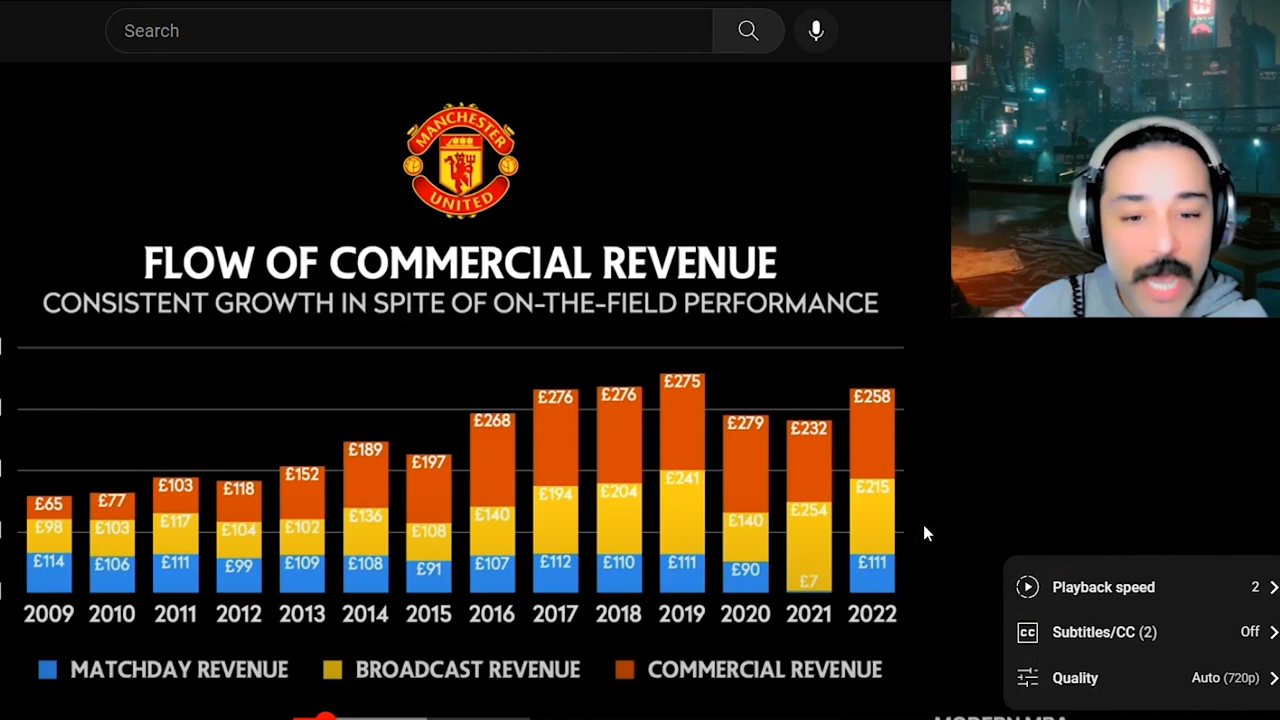 Search
MANCHESTER
UNITED
FLOW OF COMMERCIAL REVENUE
CONSISTENT GROWTH IN SPITE OF ON-THE-FIELD PERFORMANCE
£65 £77 £103 £118 £152 £189 £197 £268 £276 £276 £275 £279 £232 £258
£98 £103 £117 £104 £102 £136 £108 £140 £194 £204 £241 £140 £254 £215
£114 £106 £111 £99 £109 £108 £91 £107 £112 £110 £111 £90 £7 £111
2009 2010 2011 2012 2013 2014 2015 2016 2017 2018 2019 2020 2021 2022
MATCHDAY REVENUE BROADCAST REVENUE COMMERCIAL REVENUE
Playback speed 2
CC Subtitles/CC (2) Off
Quality Auto (720p)
MODERN MBA